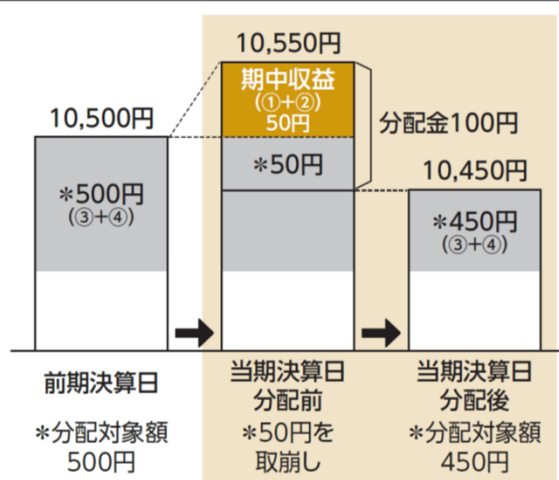 10,550円
期中収益
(①+②)
50円
10,500円
分配金100円
*50円
10,450円
*500円
(③+④)
*450円
(③+④)
前期決算日
当期決算日
分配前
当期決算日
分配後
*分配対象額
500円
*50円を
取崩し
*分配対象額
450円